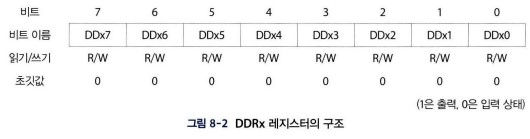 비트 7 6 5 4 3 2 1 0
비트 이름 DDx7 DDx6 DDx5 DDx4 DDx3 DDx2 DDx1 DDx0
읽기/쓰기 R/W R/W R/W R/W R/W R/W R/W R/W
초깃값 0 0 0 0 0 0 0 0
(1은 출력, 0은 입력 상태)
그림 8-2 DDRx 레지스터의 구조